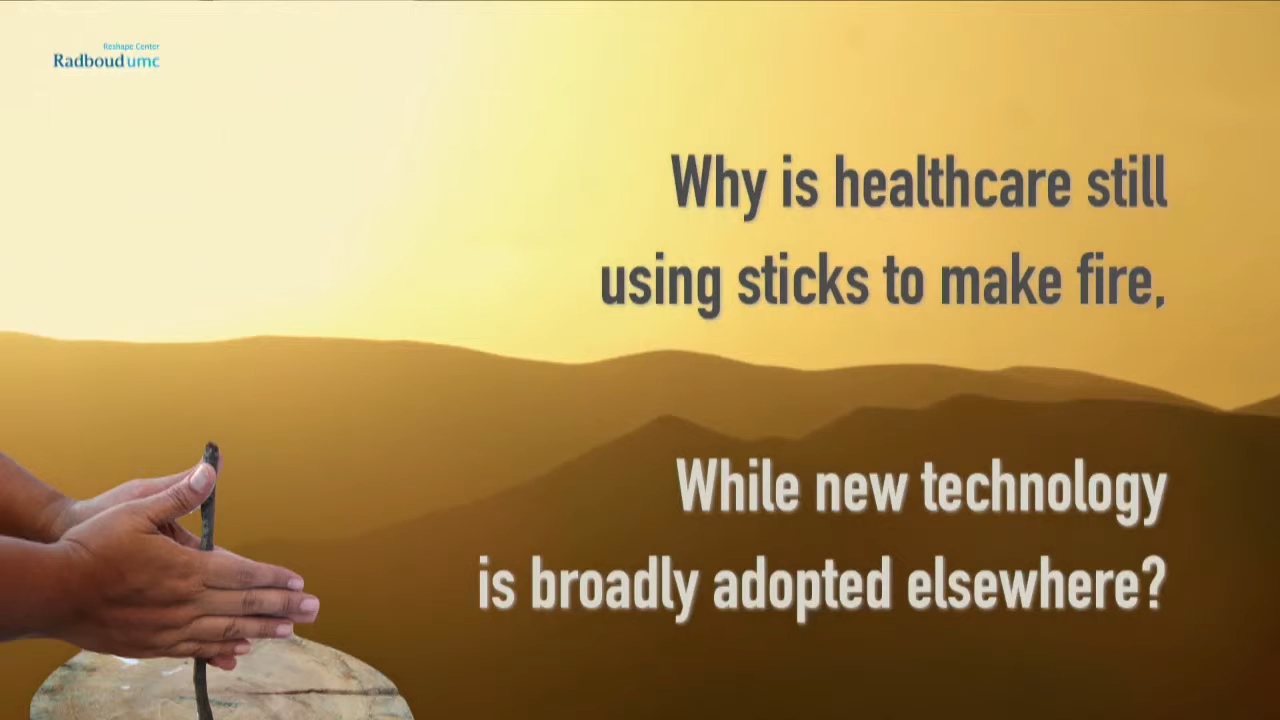 Reshape Center
Radboudumc
Why is healthcare still
using sticks to make fire,
While new technology
is broadly adopted elsewhere?